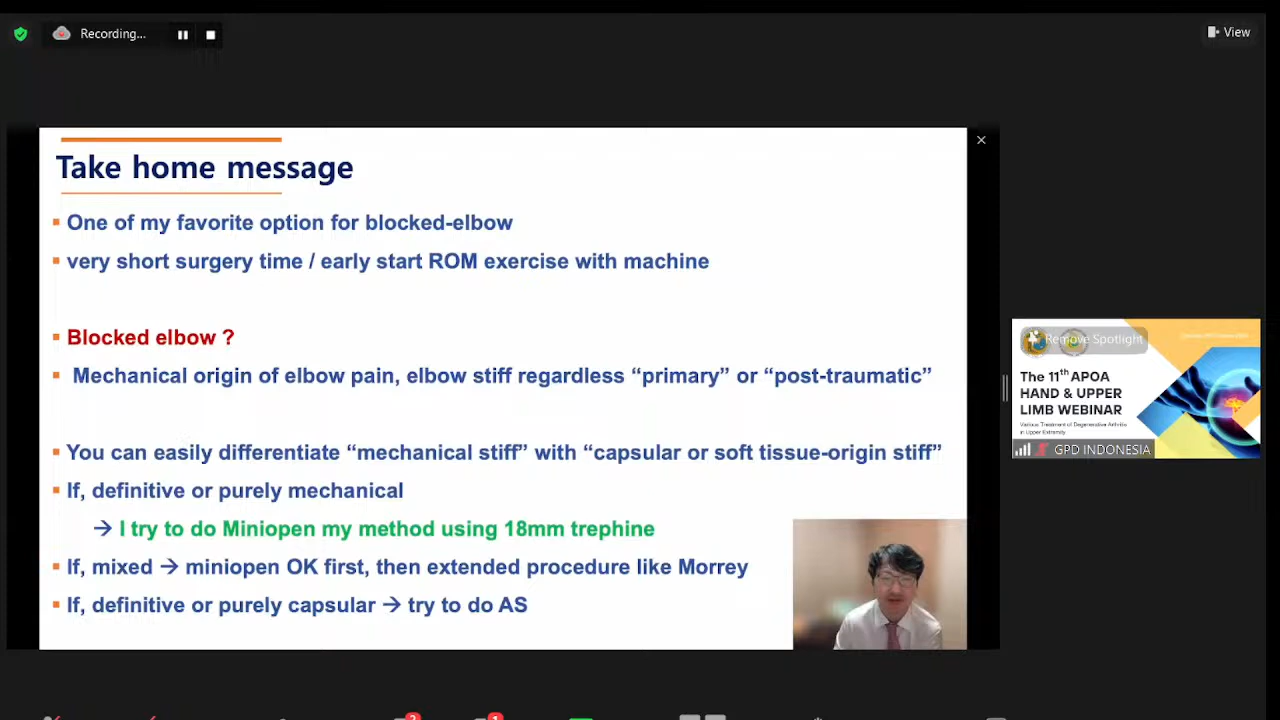 Recording...
View
Take home message
One of my favorite option for blocked-elbow
very short surgery time / early start ROM exercise with machine
Blocked elbow ?
Mechanical origin of elbow pain, elbow stiff regardless “primary” or “post-traumatic”
You can easily differentiate “mechanical stiff” with “capsular or soft tissue-origin stiff”
If, definitive or purely mechanical
→ I try to do Miniopen my method using 18mm trephine
If, mixed → miniopen OK first, then extended procedure like Morrey
If, definitive or purely capsular → try to do AS
Remove Spotlight
The 11th APOA
HAND & UPPER
LIMB WEBINAR
Various Treatment of Degenerative Arthritis
in Upper Extremity
GPD INDONESIA
2
1